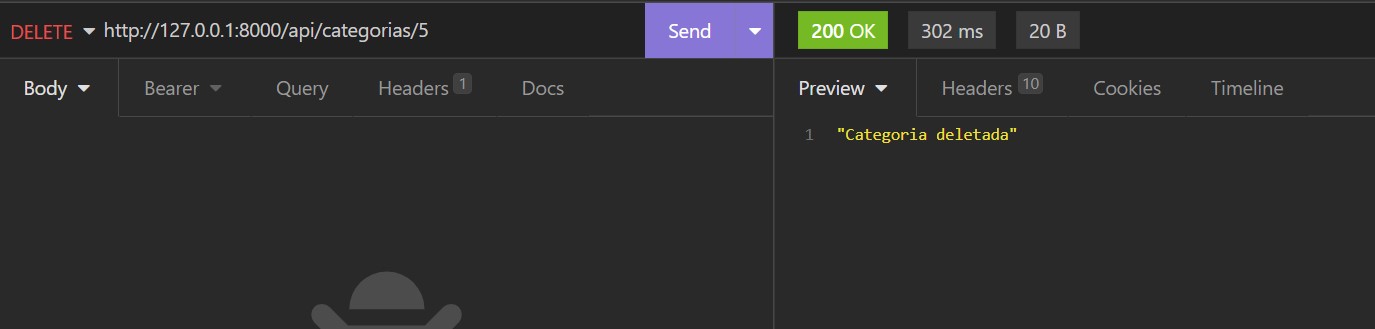 DELETE http://127.0.0.1:8000/api/categorias/5 Send 200 OK 302 ms 20 B
Body Bearer Query Headers 1 Docs Preview Headers 10 Cookies Timeline
1 "Categoria deletada"